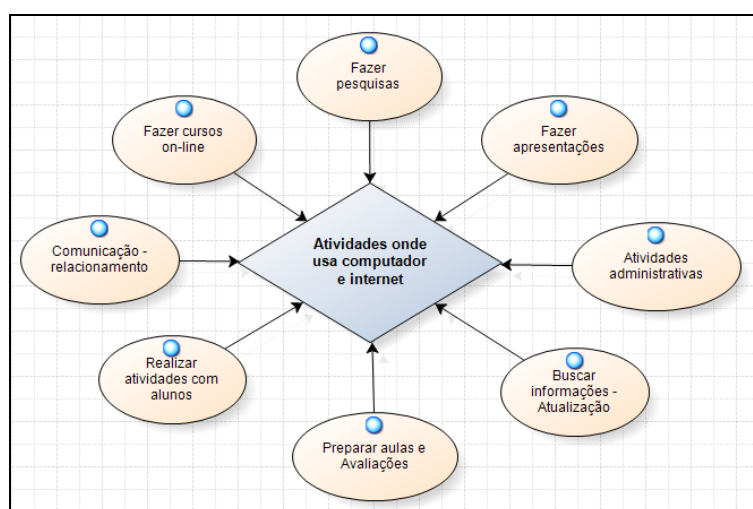 Fazer
pesquisas
Fazer cursos
on-line
Fazer
apresentações
Comunicação -
relacionamento
Atividades onde
usa computador
e internet
Atividades
administrativas
Realizar
atividades com
alunos
Buscar
informações -
Atualização
Preparar aulas e
Avaliações